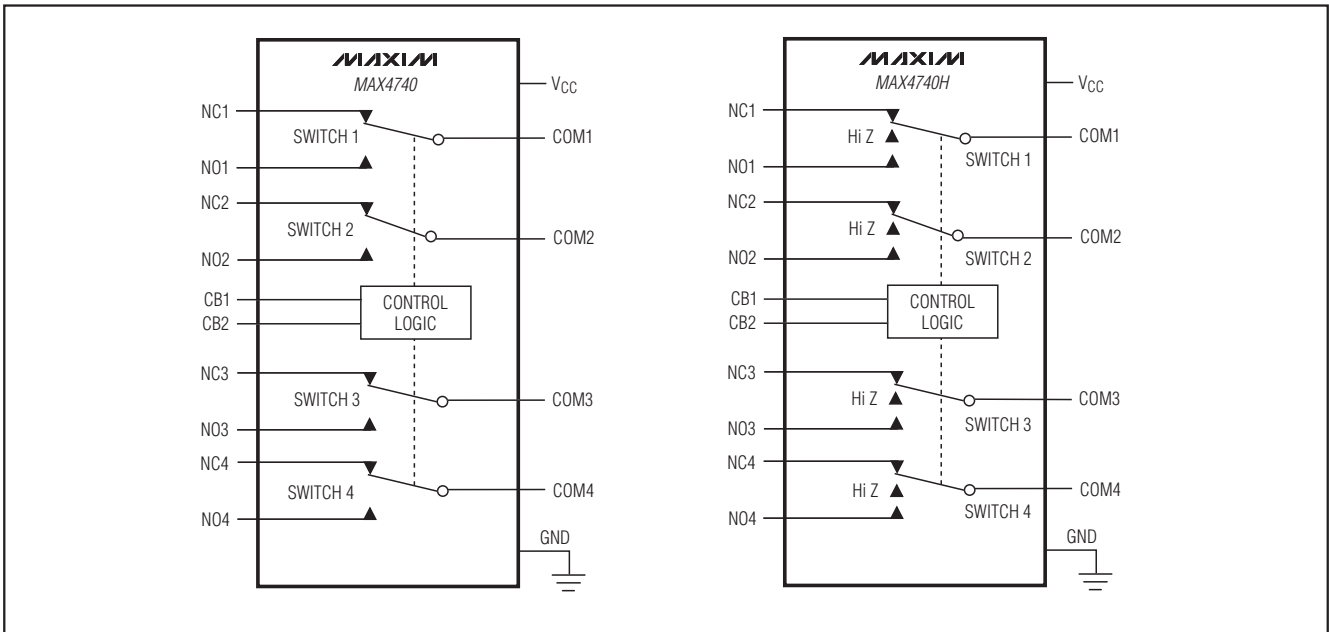 MAXIM
MAX4740
VCC
NC1
SWITCH 1
COM1
NO1
NC2
SWITCH 2
COM2
NO2
CB1
CB2
CONTROL
LOGIC
NC3
SWITCH 3
COM3
NO3
NC4
SWITCH 4
COM4
NO4
GND
MAXIM
MAX4740H
VCC
NC1
Hi Z
COM1
SWITCH 1
NO1
NC2
Hi Z
COM2
SWITCH 2
NO2
CB1
CB2
CONTROL
LOGIC
NC3
Hi Z
COM3
SWITCH 3
NO3
NC4
Hi Z
COM4
SWITCH 4
NO4
GND